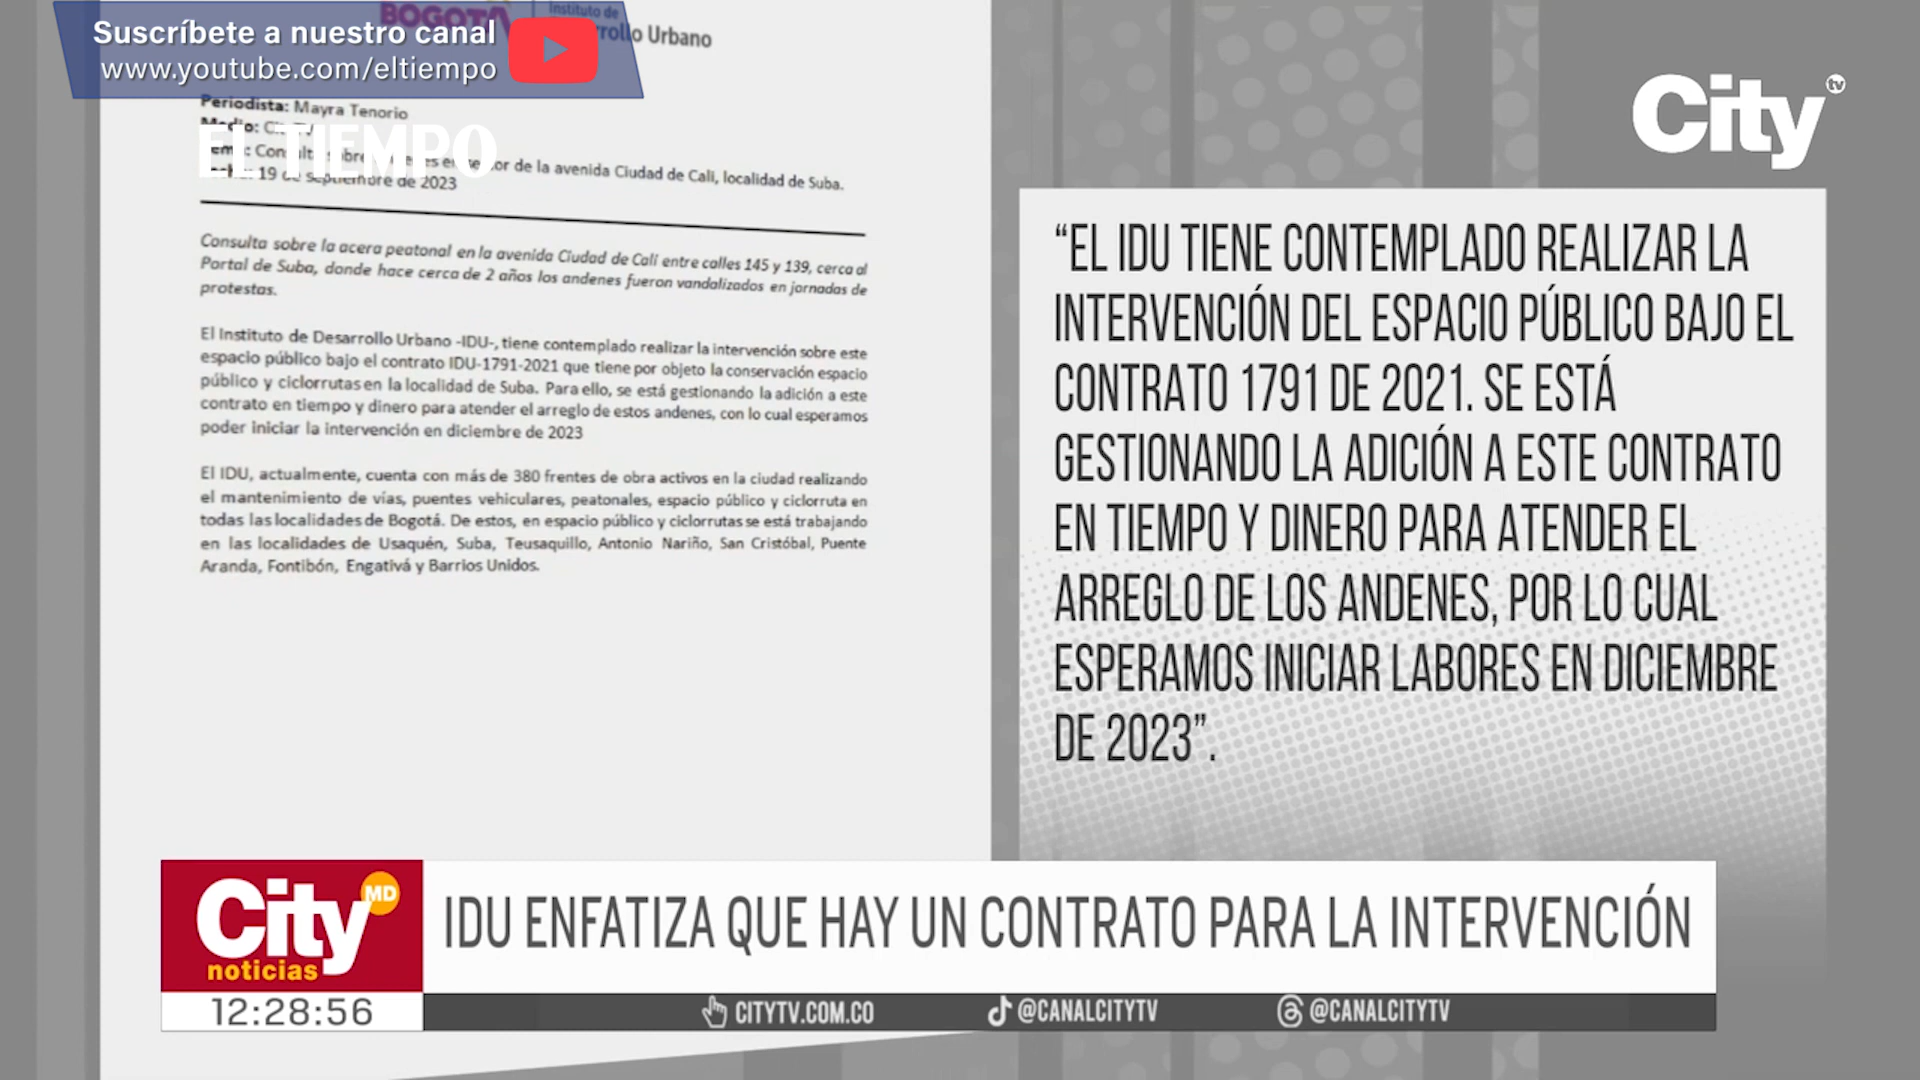 BOGOTÁ
Instituto de
Desarrollo Urbano
Suscríbete a nuestro canal
www.youtube.com/eltiempo
City tv
EL TIEMPO
Periodista: Mayra Tenorio
Medio:
de la avenida Ciudad de Cali, localidad de Suba.
19 de septiembre de 2023
Consulta sobre la acera peatonal en la avenida Ciudad de Cali entre calles 145 y 139, cerca al
Portal de Suba, donde hace cerca de 2 años los andenes fueron vandalizados en jornadas de
protestas.
El Instituto de Desarrollo Urbano -IDU-, tiene contemplado realizar la intervención sobre este
espacio público bajo el contrato IDU-1791-2021 que tiene por objeto la conservación espacio
público y ciclorrutas en la localidad de Suba. Para ello, se está gestionando la adición a este
contrato en tiempo y dinero para atender el arreglo de estos andenes, con lo cual esperamos
poder iniciar la intervención en diciembre de 2023
El IDU, actualmente, cuenta con más de 380 frentes de obra activos en la ciudad realizando
el mantenimiento de vías, puentes vehiculares, peatonales, espacio público y ciclorruta en
todas las localidades de Bogotá. De estos, en espacio público y ciclorrutas se está trabajando
en las localidades de Usaquén, Suba, Teusaquillo, Antonio Nariño, San Cristóbal, Puente
Aranda, Fontibón, Engativá y Barrios Unidos.
“EL IDU TIENE CONTEMPLADO REALIZAR LA
INTERVENCIÓN DEL ESPACIO PÚBLICO BAJO EL
CONTRATO 1791 DE 2021. SE ESTÁ
GESTIONANDO LA ADICIÓN A ESTE CONTRATO
EN TIEMPO Y DINERO PARA ATENDER EL
ARREGLO DE LOS ANDENES, POR LO CUAL
ESPERAMOS INICIAR LABORES EN DICIEMBRE
DE 2023”.
City MD
noticias
IDU ENFATIZA QUE HAY UN CONTRATO PARA LA INTERVENCIÓN
12:28:56
CITYTV.COM.CO
@CANALCITYTV
@CANALCITYTV